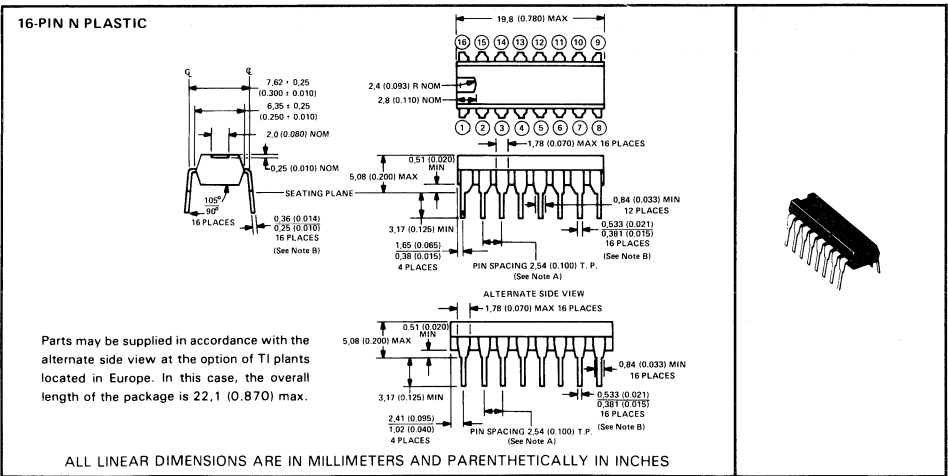 16-PIN N PLASTIC
19,8 (0.780) MAX
16 15 14 13 12 11 10 9
2,4 (0.093) R NOM
2,8 (0.110) NOM
1 2 3 4 5 6 7 8
℄ ℄
7,62 ± 0,25
(0.300 ± 0.010)
6,35 ± 0,25
(0.250 ± 0.010)
2,0 (0.080) NOM
0,25 (0.010) NOM
SEATING PLANE
105°
90°
16 PLACES
0,36 (0.014)
0,25 (0.010)
16 PLACES
(See Note B)
1,78 (0.070) MAX 16 PLACES
0,51 (0.020)
MIN
5,08 (0.200) MAX
3,17 (0.125) MIN
1,65 (0.065)
0,38 (0.015)
4 PLACES
PIN SPACING 2,54 (0.100) T.P.
(See Note A)
0,84 (0.033) MIN
12 PLACES
0,533 (0.021)
0,381 (0.015)
16 PLACES
(See Note B)
ALTERNATE SIDE VIEW
1,78 (0.070) MAX 16 PLACES
0.51 (0.020)
MIN
5,08 (0.200) MAX
3,17 (0.125) MIN
2,41 (0.095)
1,02 (0.040)
4 PLACES
PIN SPACING 2,54 (0.100) T.P.
(See Note A)
0,84 (0.033) MIN
16 PLACES
0,533 (0.021)
0,381 (0.015)
16 PLACES
(See Note B)
Parts may be supplied in accordance with the
alternate side view at the option of TI plants
located in Europe. In this case, the overall
length of the package is 22,1 (0.870) max.
ALL LINEAR DIMENSIONS ARE IN MILLIMETERS AND PARENTHETICALLY IN INCHES